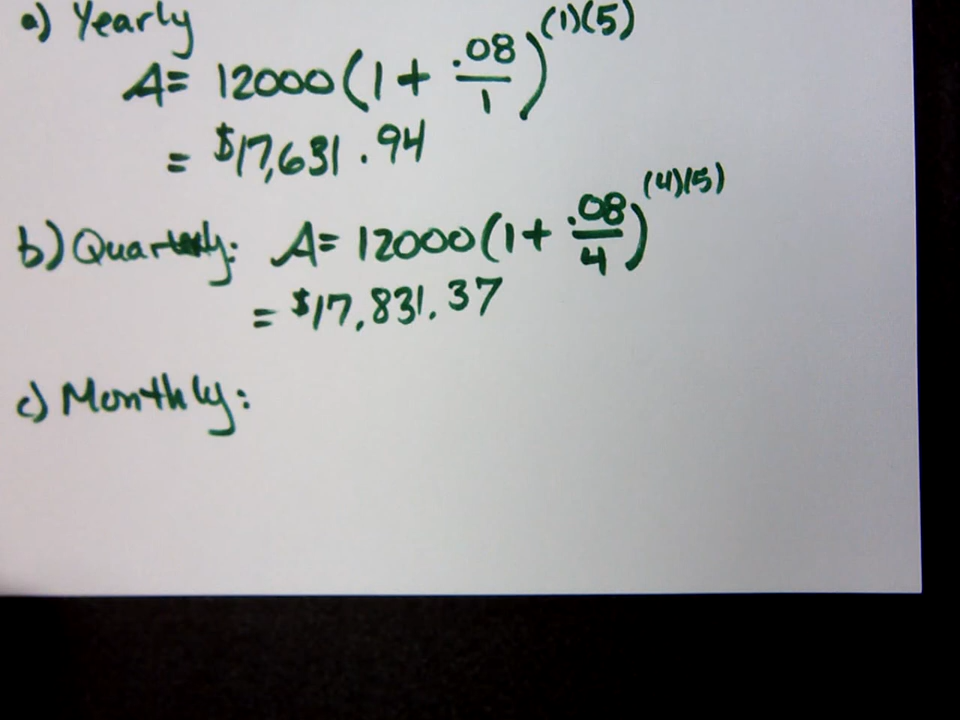 a) Yearly
A= 12000(1 + .08/1)^(1)(5)
= $17,631.94
b) Quarterly: A= 12000(1 + .08/4)^(4)(5)
= $17,831.37
c) Monthly: